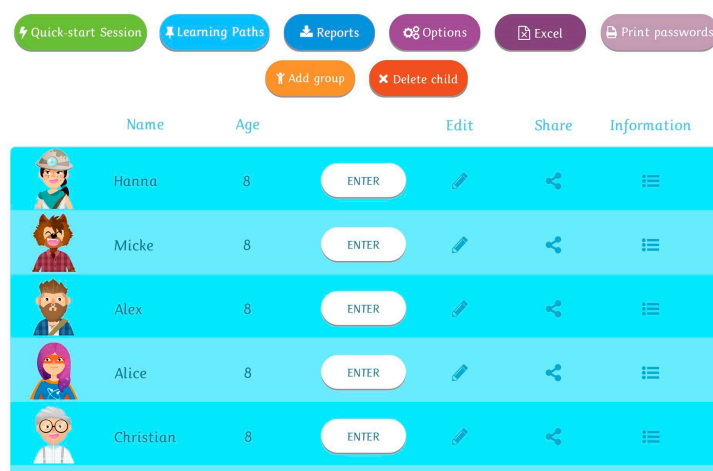 Quick-start Session Learning Paths Reports Options Excel Print passwords
Add group Delete child
Name Age Edit Share Information
Hanna 8 ENTER
Micke 8 ENTER
Alex 8 ENTER
Alice 8 ENTER
Christian 8 ENTER